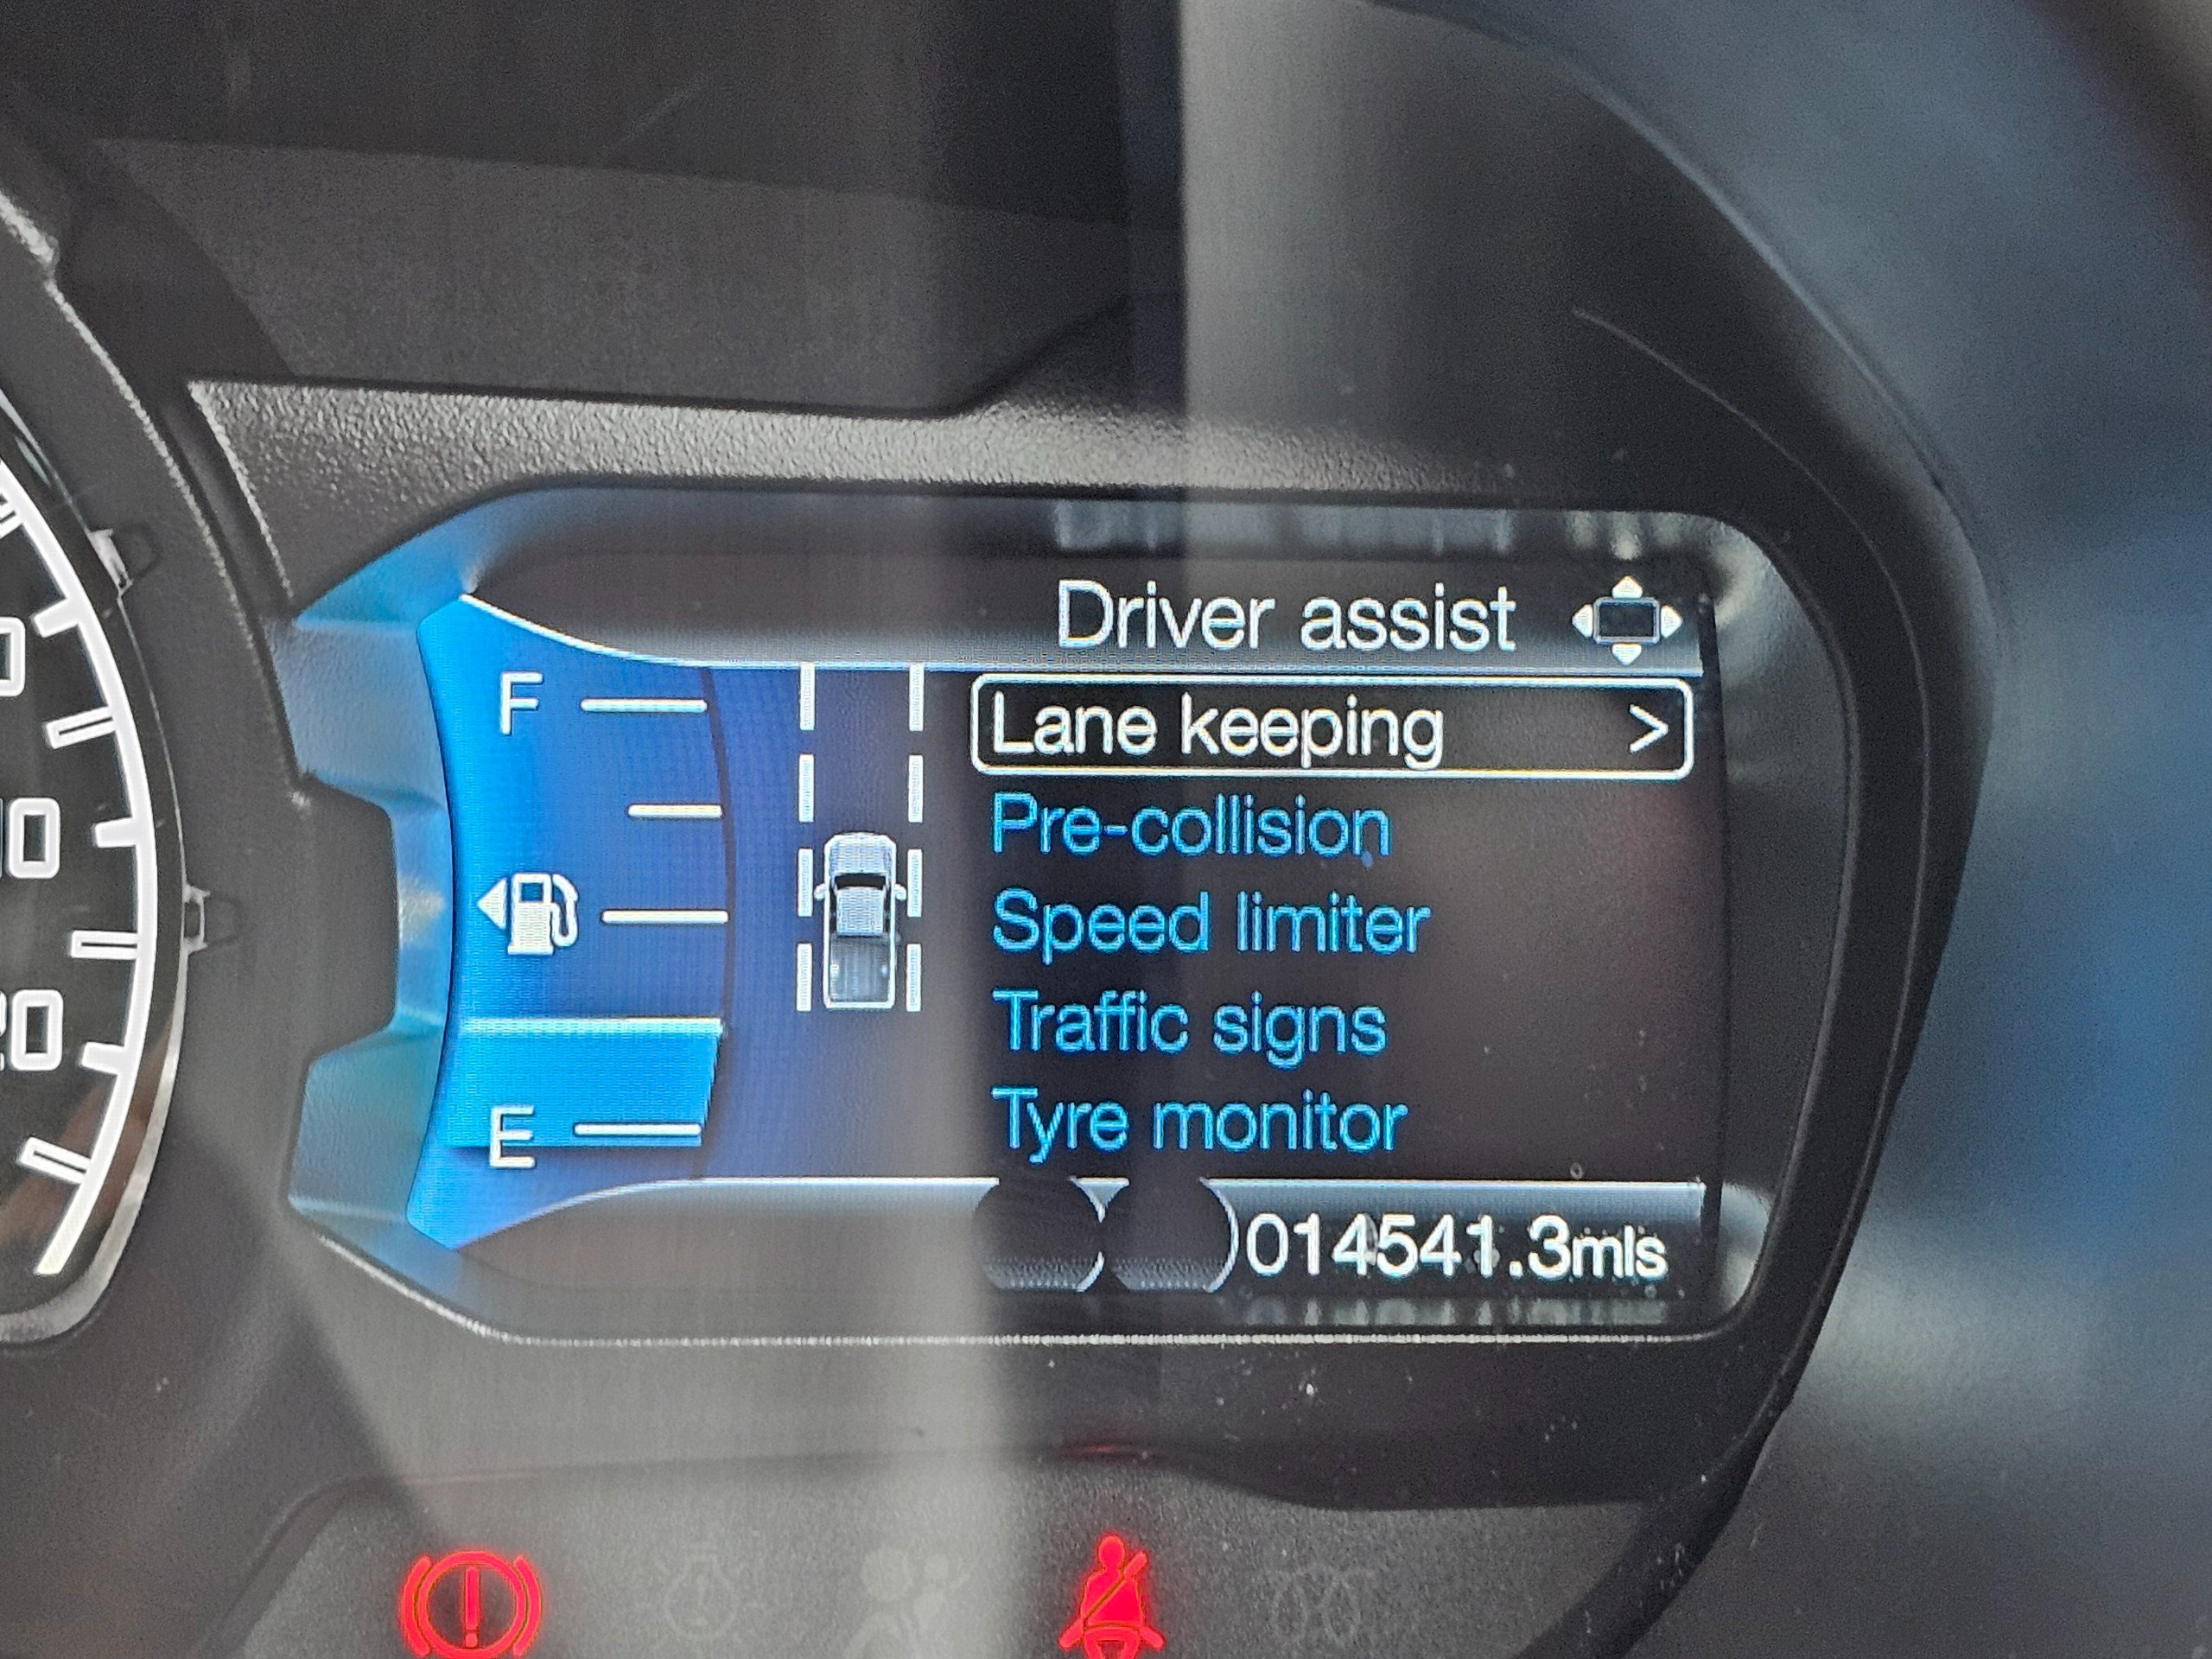 Driver assist
F
Lane keeping >
Pre-collision
Speed limiter
Traffic signs
E
Tyre monitor
014541.3mls